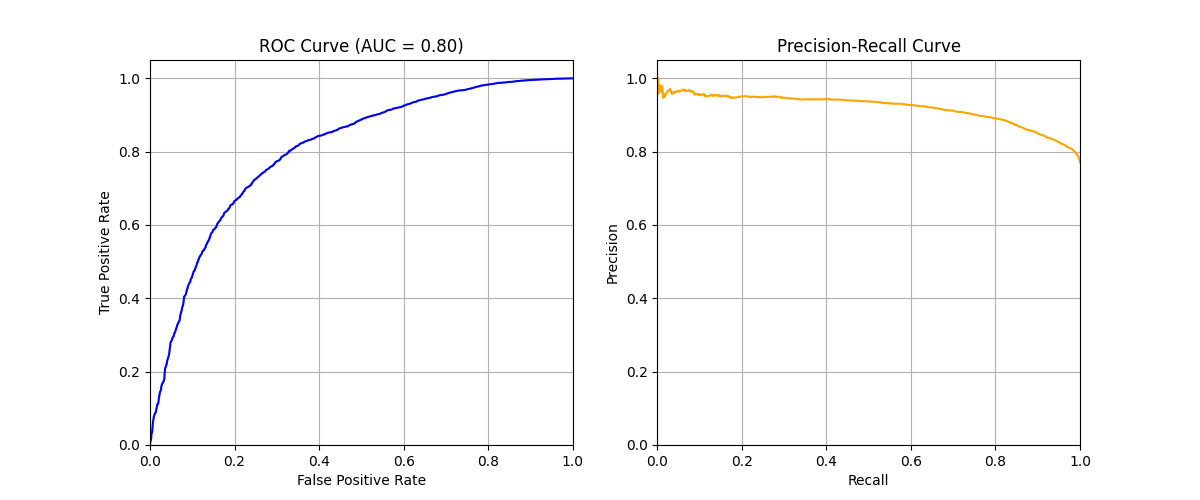 ROC Curve (AUC = 0.80)
True Positive Rate
1.0
0.8
0.6
0.4
0.2
0.0
0.0 0.2 0.4 0.6 0.8 1.0
False Positive Rate
Precision-Recall Curve
Precision
1.0
0.8
0.6
0.4
0.2
0.0
0.0 0.2 0.4 0.6 0.8 1.0
Recall